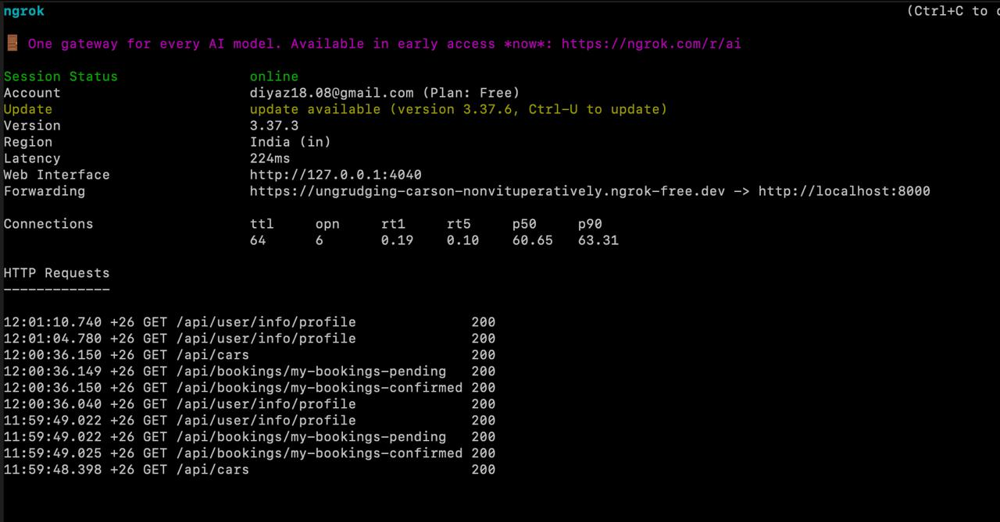 ngrok (Ctrl+C to
One gateway for every AI model. Available in early access *now*: https://ngrok.com/r/ai
Session Status online
Account diyaz18.08@gmail.com (Plan: Free)
Update update available (version 3.37.6, Ctrl-U to update)
Version 3.37.3
Region India (in)
Latency 224ms
Web Interface http://127.0.0.1:4040
Forwarding https://ungrudging-carson-nonvituperatively.ngrok-free.dev -> http://localhost:8000
Connections ttl opn rt1 rt5 p50 p90
64 6 0.19 0.10 60.65 63.31
HTTP Requests
-------------
12:01:10.740 +26 GET /api/user/info/profile 200
12:01:04.780 +26 GET /api/user/info/profile 200
12:00:36.150 +26 GET /api/cars 200
12:00:36.149 +26 GET /api/bookings/my-bookings-pending 200
12:00:36.150 +26 GET /api/bookings/my-bookings-confirmed 200
12:00:36.040 +26 GET /api/user/info/profile 200
11:59:49.022 +26 GET /api/user/info/profile 200
11:59:49.022 +26 GET /api/bookings/my-bookings-pending 200
11:59:49.025 +26 GET /api/bookings/my-bookings-confirmed 200
11:59:48.398 +26 GET /api/cars 200